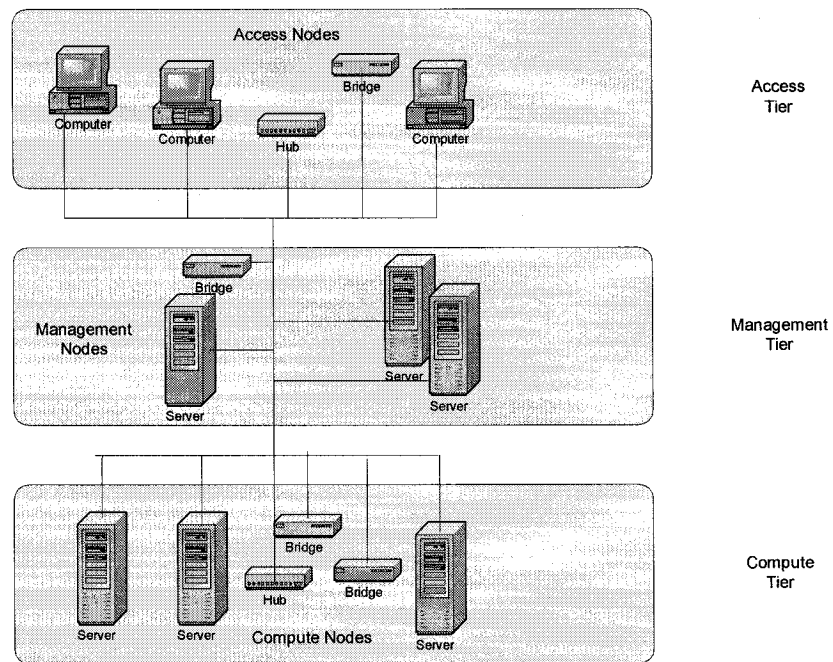 Access Nodes
Computer
Computer
Hub
Bridge
Computer
Access
Tier
Bridge
Management
Nodes
Server
Server
Server
Management
Tier
Server
Server
Bridge
Hub
Bridge
Server
Compute Nodes
Compute
Tier